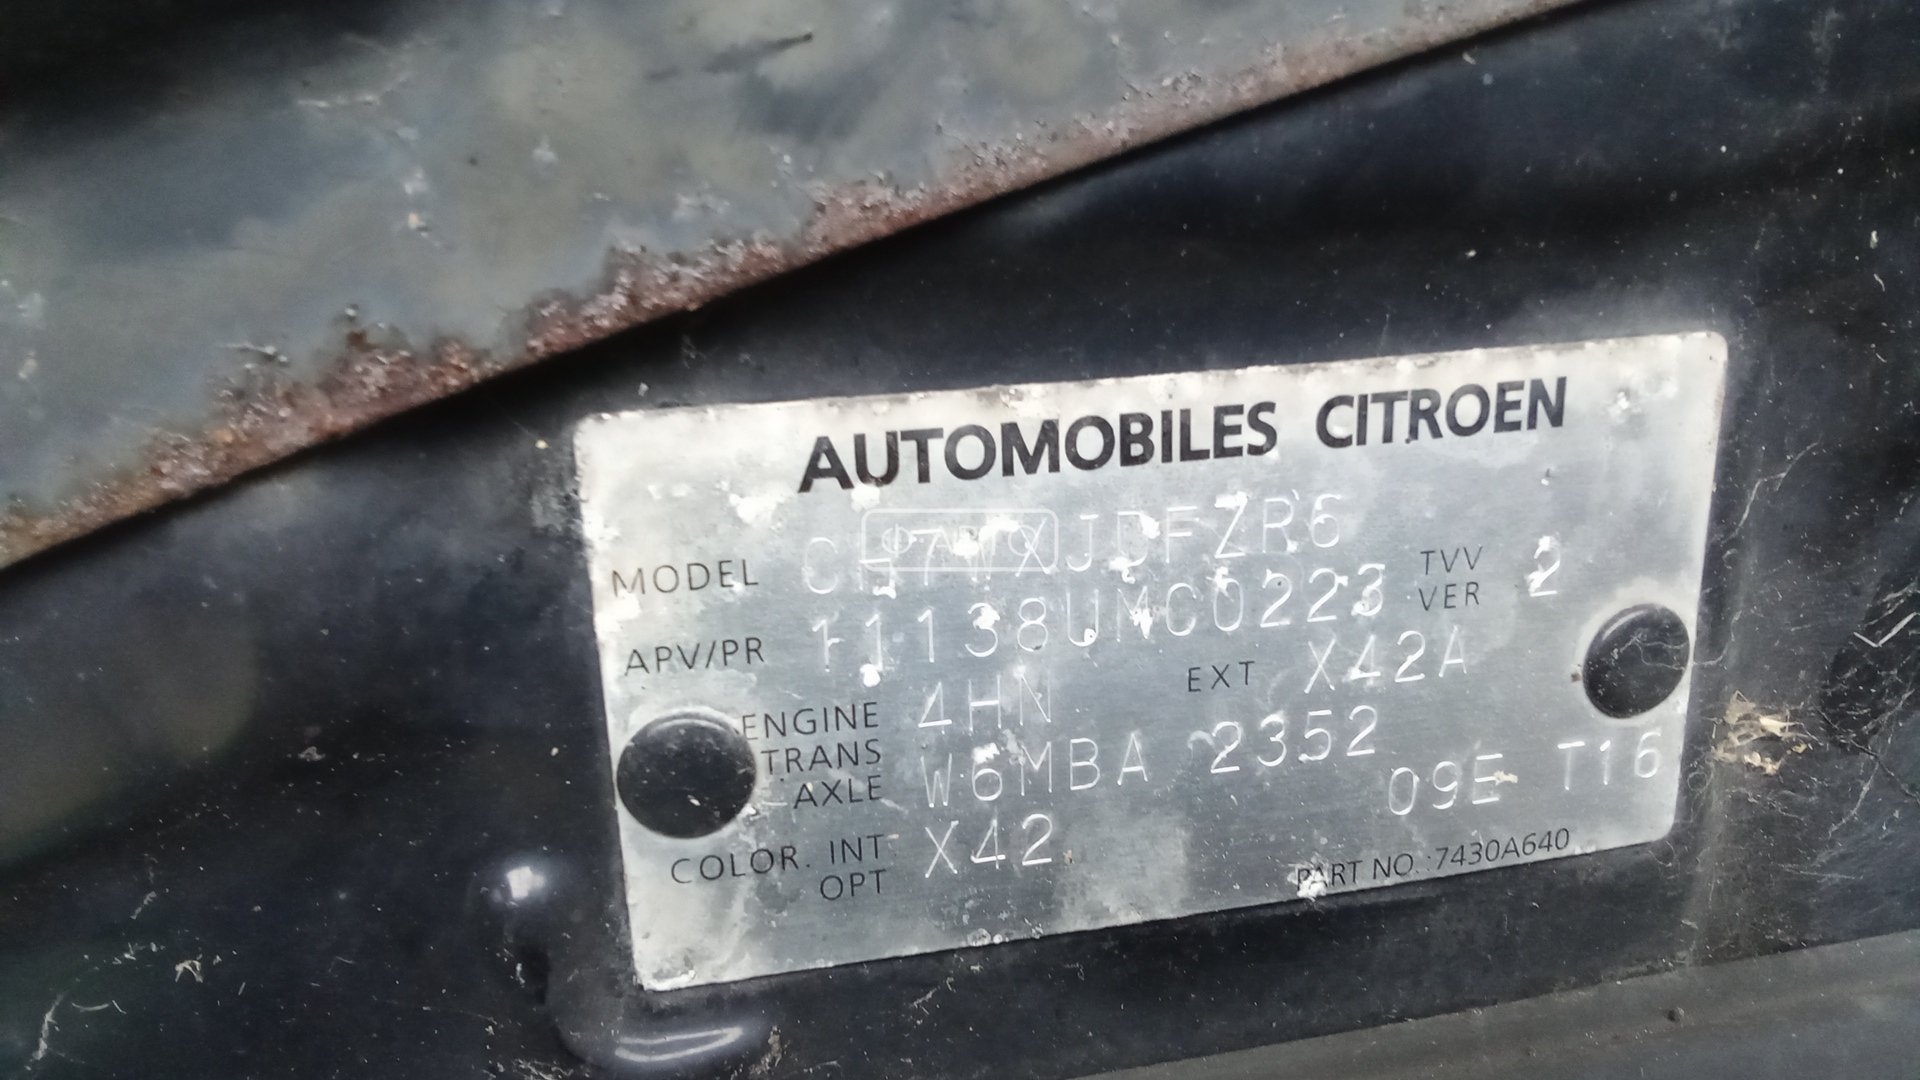 AUTOMOBILES CITROEN
MODEL
APV/PR 11138UMC0223 TVV VER 2
ENGINE 4HN EXT X42A
TRANS AXLE W6MBA 2352
09E T16
COLOR. INT X42
OPT
PART NO.:7430A640